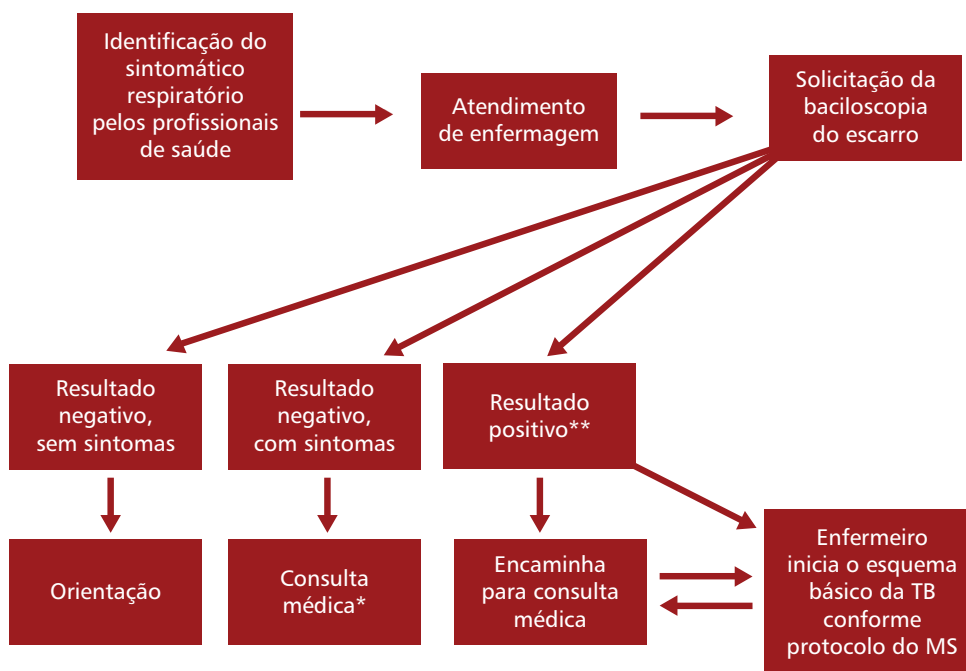 Identificação do
sintomático
respiratório
pelos profissionais
de saúde
Atendimento
de enfermagem
Solicitação da
baciloscopia
do escarro
Resultado
negativo,
sem sintomas
Resultado
negativo,
com sintomas
Resultado
positivo**
Orientação
Consulta
médica*
Encaminha
para consulta
médica
Enfermeiro
inicia o esquema
básico da TB
conforme
protocolo do MS